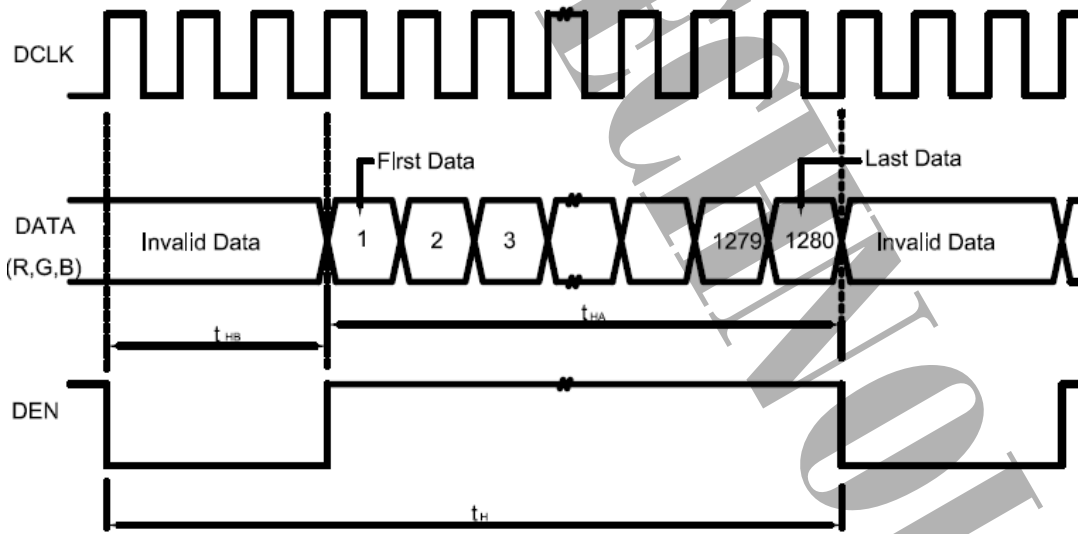 DCLK
First Data
Last Data
DATA
(R,G,B)
Invalid Data
1
2
3
1279
1280
Invalid Data
tHB
tHA
DEN
tH